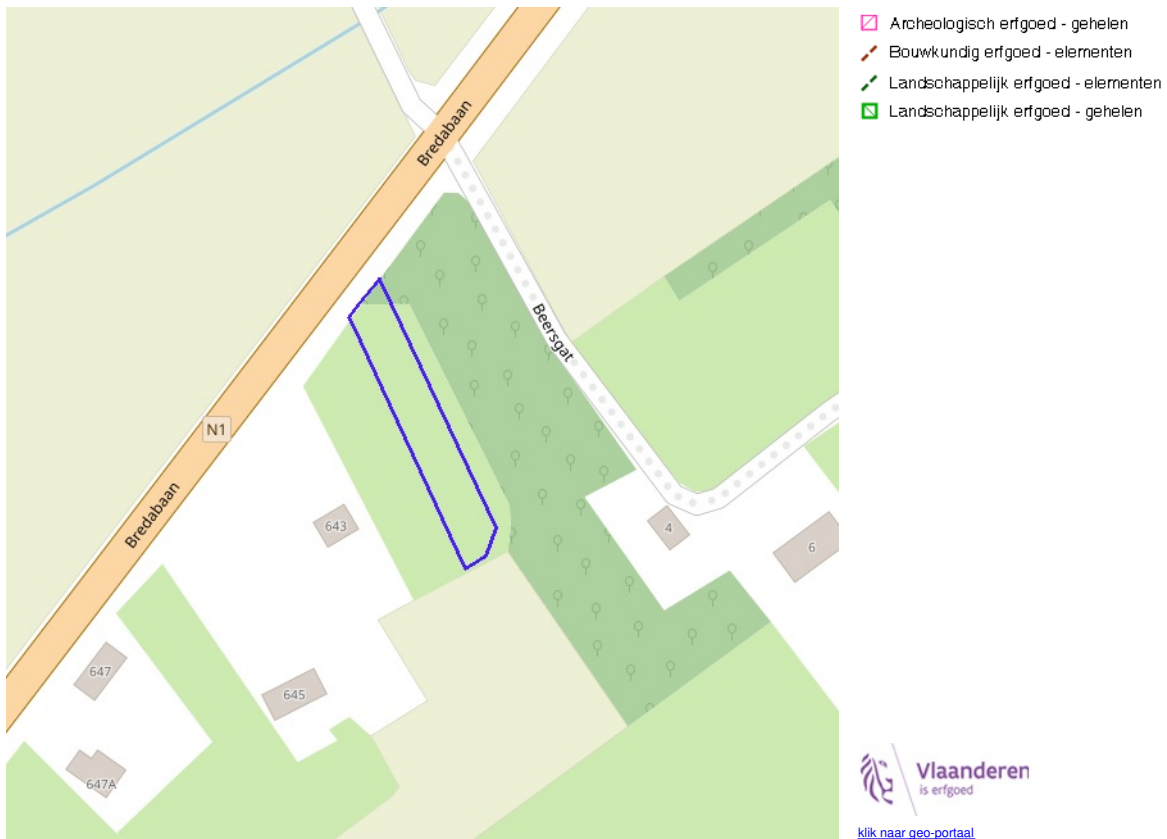 Bredabaan
Beersgat
N1
Bredabaan
643
4
6
647
645
647A
Archeologisch erfgoed - gehelen
Bouwkundig erfgoed - elementen
Landschappelijk erfgoed - elementen
Landschappelijk erfgoed - gehelen
Vlaanderen
is erfgoed
klik naar geo-portaal